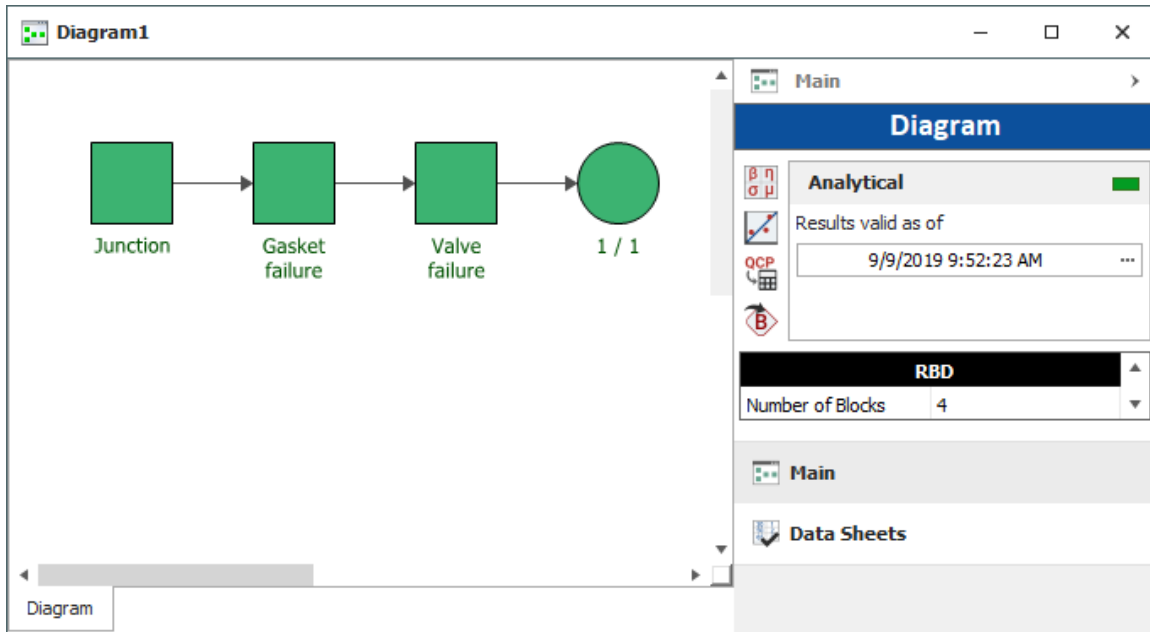 Diagram1
Junction
Gasket
failure
Valve
failure
1 / 1
Diagram
Main
Diagram
β η
σ μ
Analytical
Results valid as of
9/9/2019 9:52:23 AM
...
QCP
B
RBD
Number of Blocks 4
Main
Data Sheets